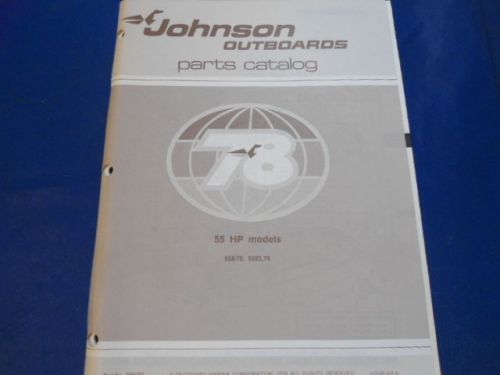 Johnson
OUTBOARDS
parts catalog
78
55 HP models
55E78, 55EL78